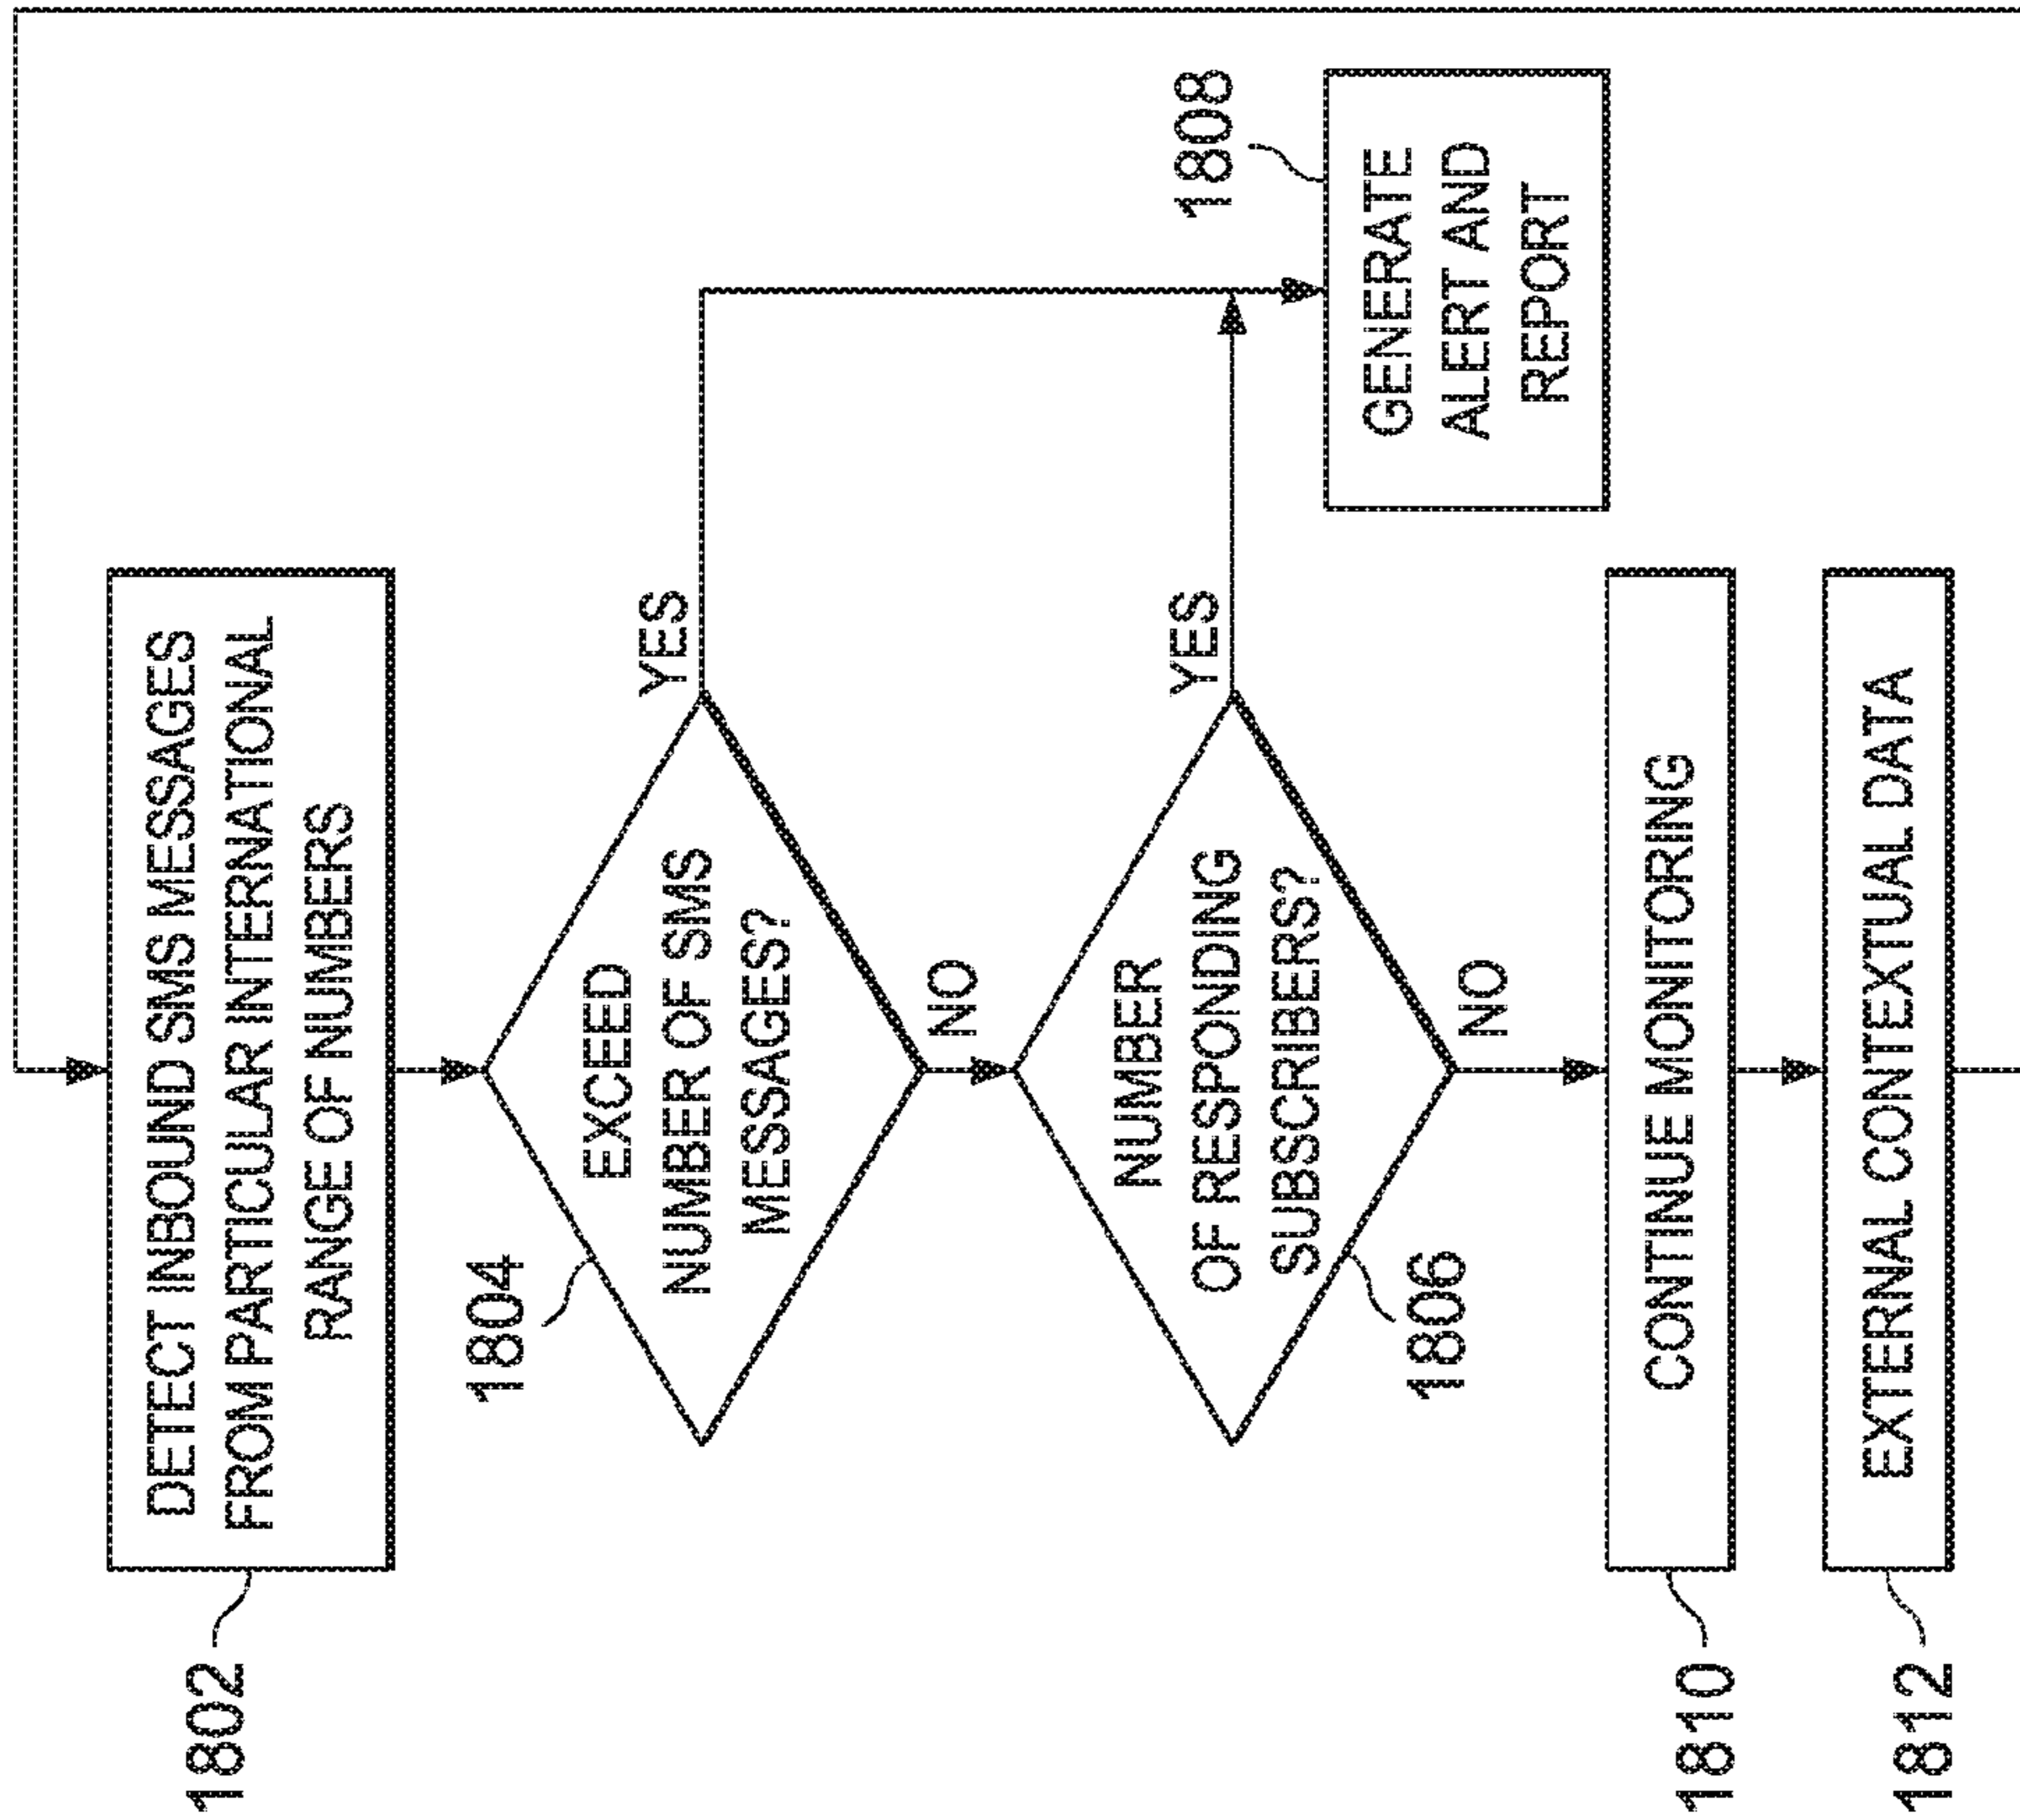 1802
DETECT INBOUND SMS MESSAGES
FROM PARTICULAR INTERNATIONAL
RANGE OF NUMBERS
1804
EXCEED
NUMBER OF SMS
MESSAGES?
YES
NO
1806
NUMBER
OF RESPONDING
SUBSCRIBERS?
YES
NO
1808
GENERATE
ALERT AND
REPORT
1810
CONTINUE MONITORING
1812
EXTERNAL CONTEXTUAL DATA